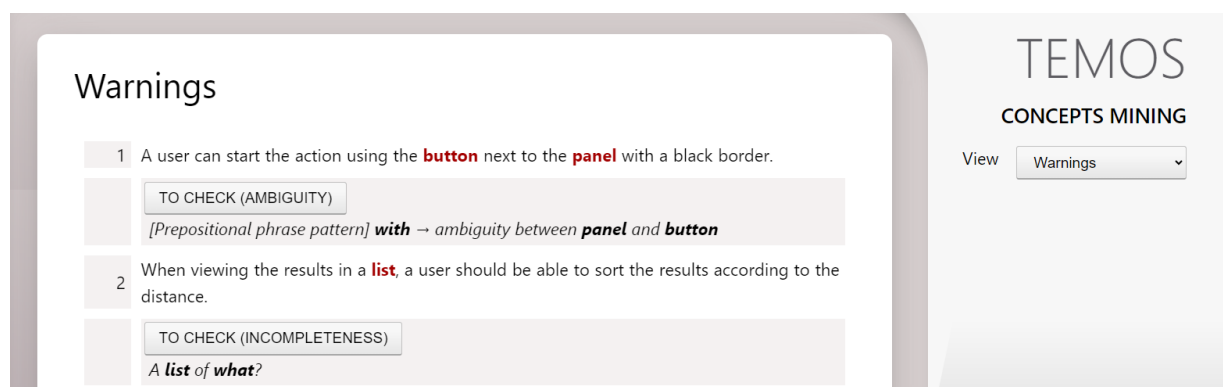 Warnings
1 A user can start the action using the button next to the panel with a black border.
TO CHECK (AMBIGUITY)
[Prepositional phrase pattern] with → ambiguity between panel and button
2 When viewing the results in a list, a user should be able to sort the results according to the
distance.
TO CHECK (INCOMPLETENESS)
A list of what?
TEMOS
CONCEPTS MINING
View Warnings